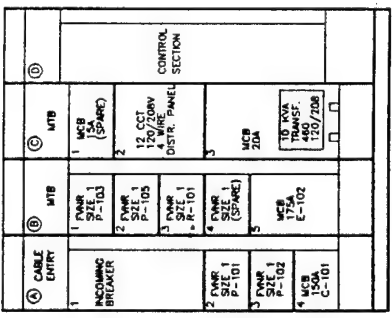 A CABLE
ENTRY
1
INCOMING
BREAKER
2 FVNR
SIZE 1
P-101
3 FVNR
SIZE 1
P-102
4 MCB
150A
C-101
B MTB
1 FVNR
SIZE 1
P-103
2 FVNR
SIZE 1
P-105
3 FVNR
SIZE 1
R-101
4 FVNR
SIZE 1
(SPARE)
5
MCB
175A
E-102
C MTB
1 MCB
15A
(SPARE)
2
12 CCT
120/208V
4 WIRE
DISTR. PANEL
3
MCB
20A
10 KVA
TRANSF.
460
120/208
D
CONTROL
SECTION